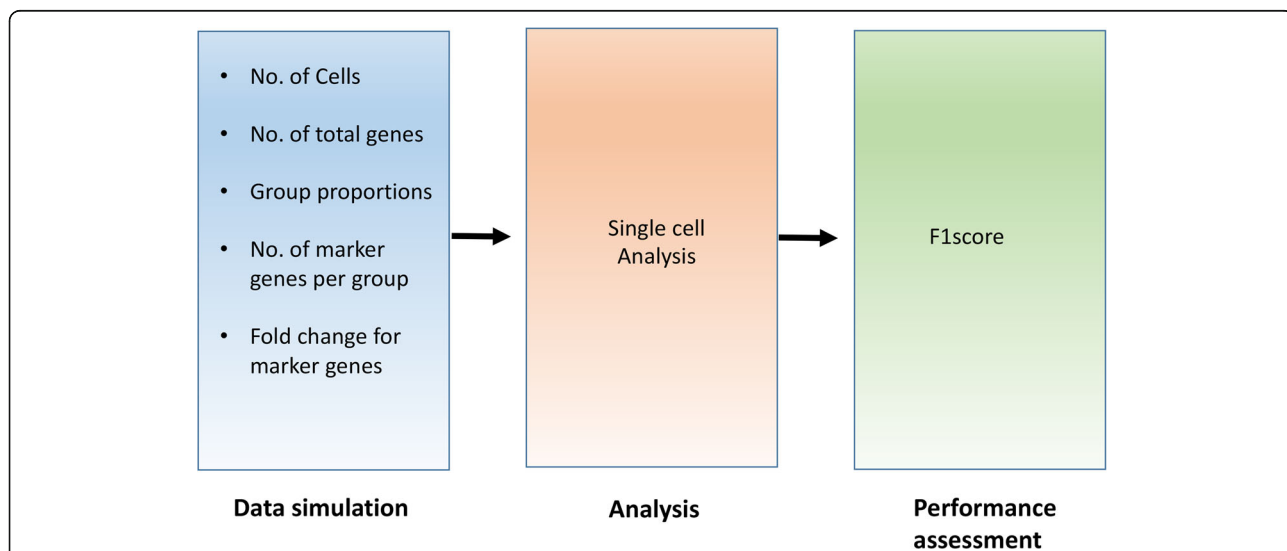 • No. of Cells
• No. of total genes
• Group proportions
• No. of marker
genes per group
• Fold change for
marker genes
Single cell
Analysis
F1score
Data simulation
Analysis
Performance
assessment